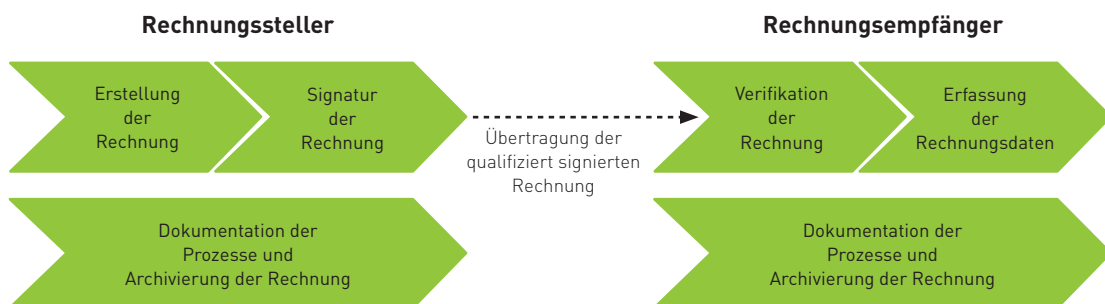 Rechnungssteller
Rechnungsempfänger
Erstellung
der
Rechnung
Signatur
der
Rechnung
Übertragung der
qualifiziert signierten
Rechnung
Verifikation
der
Rechnung
Erfassung
der
Rechnungsdaten
Dokumentation der
Prozesse und
Archivierung der Rechnung
Dokumentation der
Prozesse und
Archivierung der Rechnung